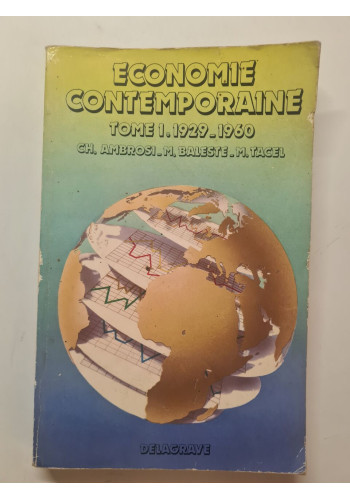 ECONOMIE
CONTEMPORAINE
TOME 1.1929-1960
CH. AMBROSI-M. BALESTE-M. TACEL
DELAGRAVE